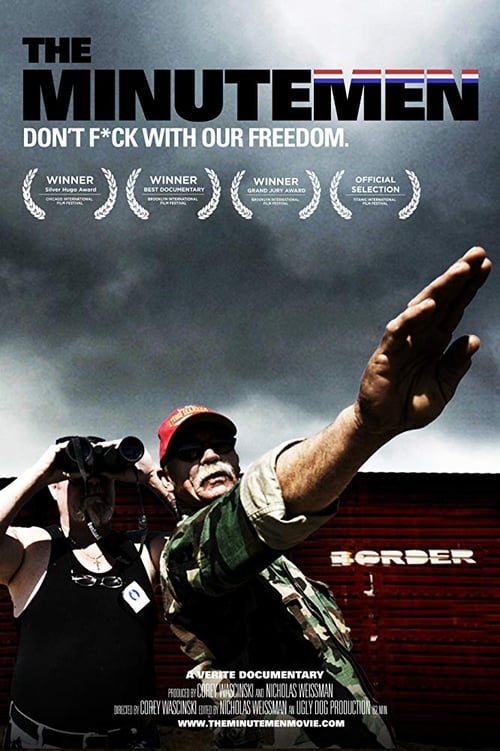 THE
MINUTEMEN
DON'T F*CK WITH OUR FREEDOM.
WINNER
Silver Hugo Award
CHICAGO INTERNATIONAL
FILM FESTIVAL
WINNER
BEST DOCUMENTARY
BROOKLYN INTERNATIONAL
FILM FESTIVAL
WINNER
GRAND JURY AWARD
BROOKLYN INTERNATIONAL
FILM FESTIVAL
OFFICIAL
SELECTION
TITANIC INTERNATIONAL
FILM FESTIVAL
BORDER
A VERITE DOCUMENTARY
PRODUCED BY COREY WASCINSKI AND NICHOLAS WEISSMAN
DIRECTED BY COREY WASCINSKI EDITED BY NICHOLAS WEISSMAN AN UGLY DOG PRODUCTION 62 MIN
WWW.THEMINUTEMENMOVIE.COM